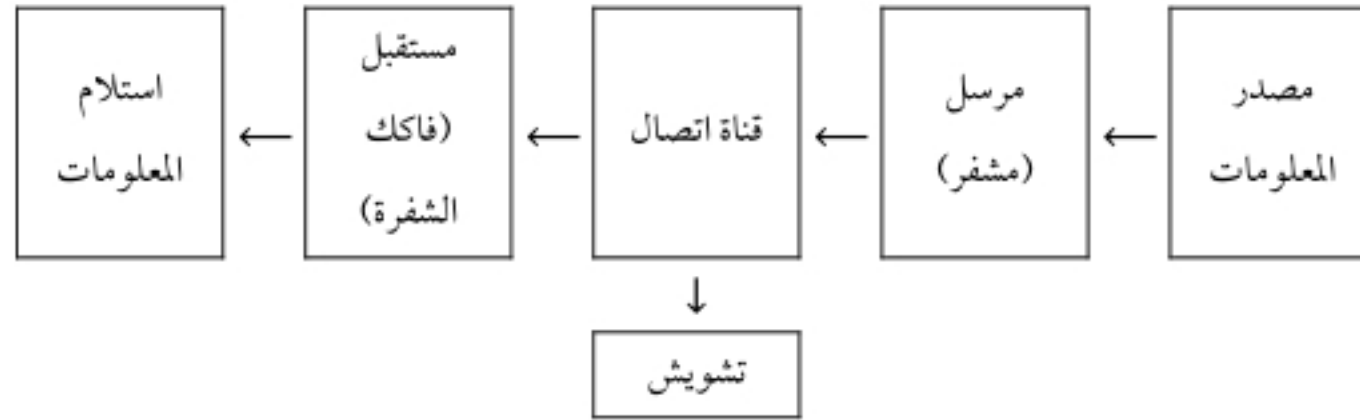 مصدر
المعلومات
←
مرسل
(مشفر)
←
قناة اتصال
←
مستقبل
(فاكك
الشفرة)
←
استلام
المعلومات
↓
تشويش